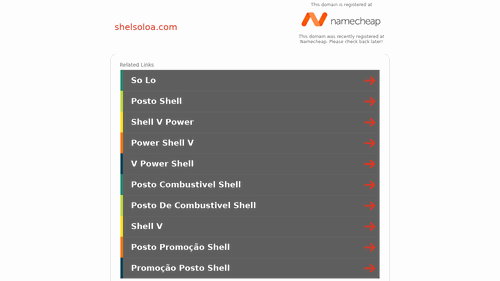 This domain is registered at
namecheap
shelsoloa.com
This domain was recently registered at
Namecheap. Please check back later!
Related Links
So Lo
Posto Shell
Shell V Power
Power Shell V
V Power Shell
Posto Combustivel Shell
Posto De Combustivel Shell
Shell V
Posto Promoção Shell
Promoção Posto Shell